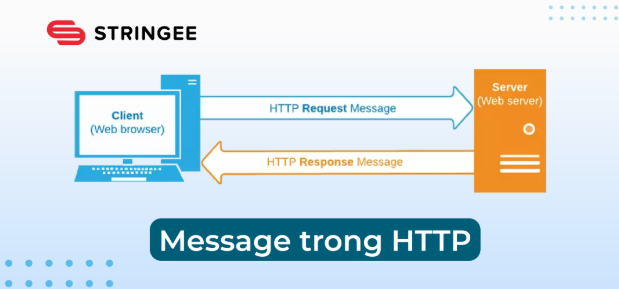 STRINGEE
Client
(Web browser)
HTTP Request Message
Server
(Web server)
HTTP Response Message
Message trong HTTP